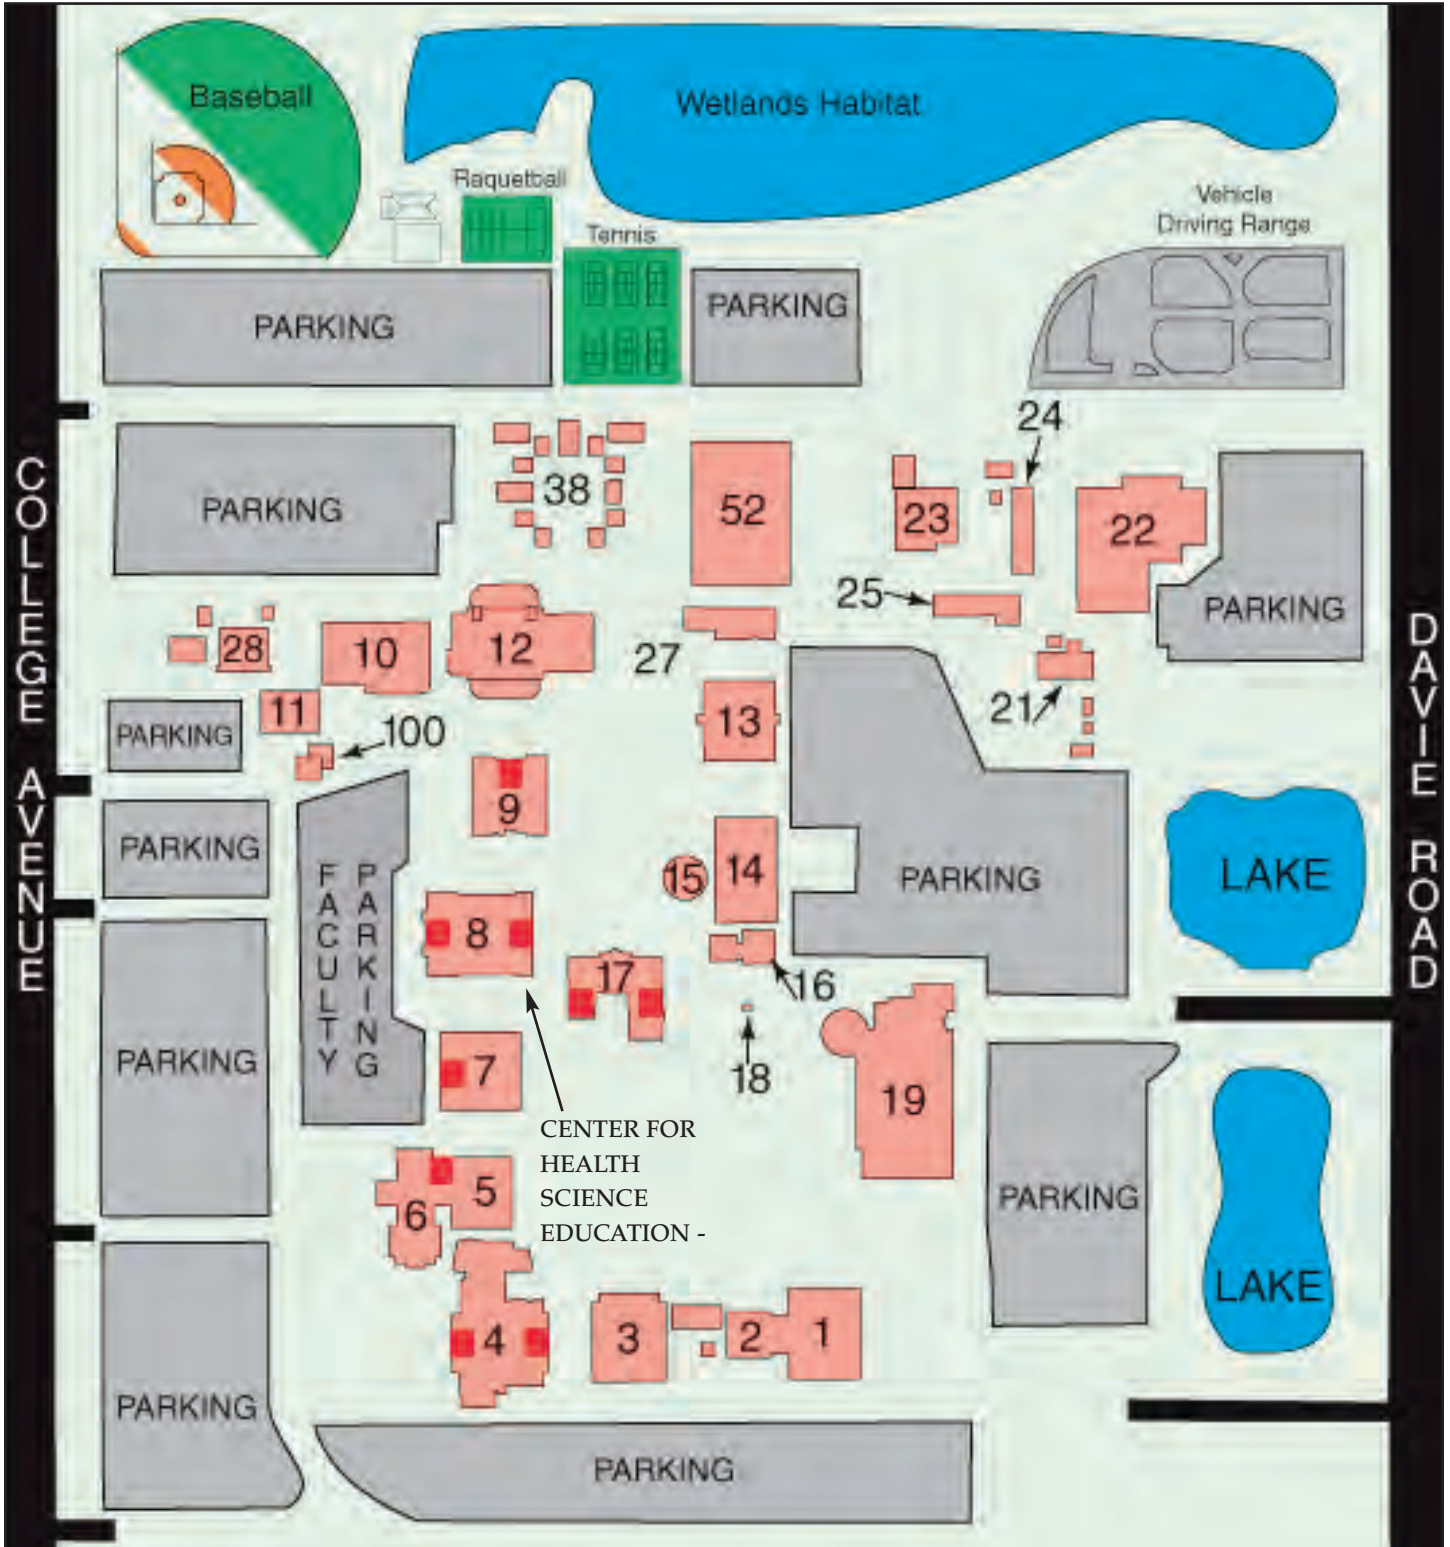 Baseball
Wetlands Habitat
Raquetball
Tennis
Vehicle
Driving Range
PARKING
PARKING
24
PARKING
38
52
23
22
25
PARKING
28
10
12
27
21
11
13
PARKING
100
9
PARKING
FACULTY
PARKING
15
14
PARKING
LAKE
8
17
16
PARKING
7
18
19
CENTER FOR
HEALTH
SCIENCE
EDUCATION -
5
6
PARKING
LAKE
4
3
2
1
PARKING
PARKING
COLLEGE AVENUE
DAVIE ROAD